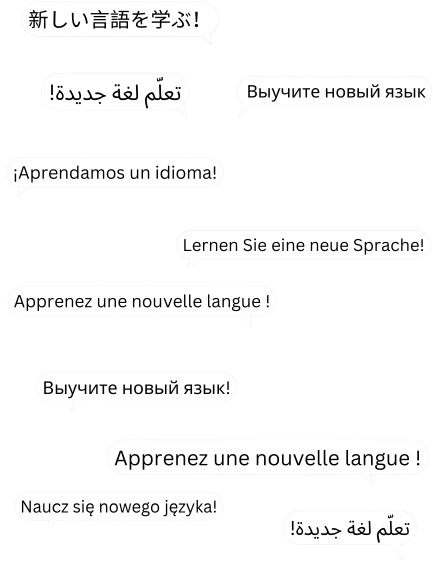 新しい言語を学ぶ！
تعلّم لغة جديدة!
Выучите новый язык
¡Aprendamos un idioma!
Lernen Sie eine neue Sprache!
Apprenez une nouvelle langue !
Выучите новый язык!
Apprenez une nouvelle langue !
Naucz się nowego języka!
تعلّم لغة جديدة!